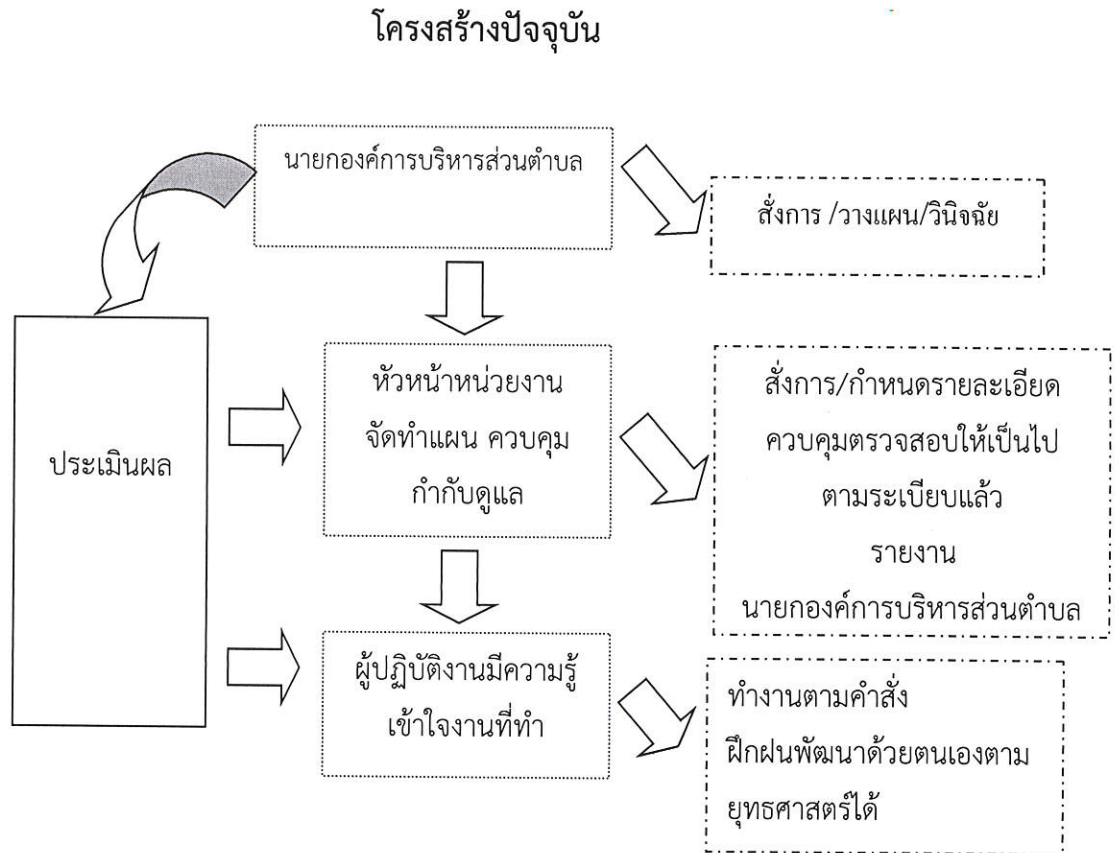 โครงสร้างปัจจุบัน
นายกองค์การบริหารส่วนตำบล
สั่งการ /วางแผน/วินิจฉัย
ประเมินผล
หัวหน้าหน่วยงาน
จัดทำแผน ควบคุม
กำกับดูแล
สั่งการ/กำหนดรายละเอียด
ควบคุมตรวจสอบให้เป็นไป
ตามระเบียบแล้ว
รายงาน
นายกองค์การบริหารส่วนตำบล
ผู้ปฏิบัติงานมีความรู้
เข้าใจงานที่ทำ
ทำงานตามคำสั่ง
ฝึกฝนพัฒนาด้วยตนเองตาม
ยุทธศาสตร์ได้